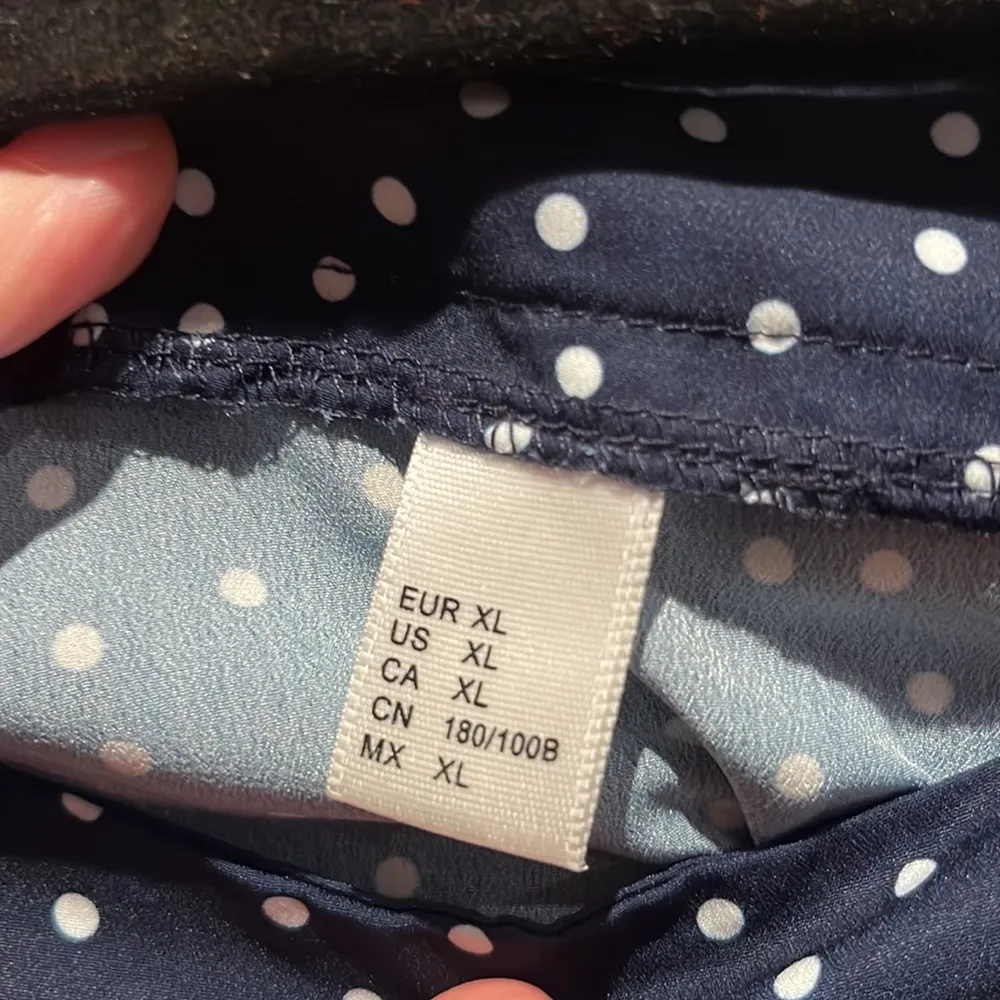 EUR XL
US XL
CA XL
CN 180/100B
MX XL